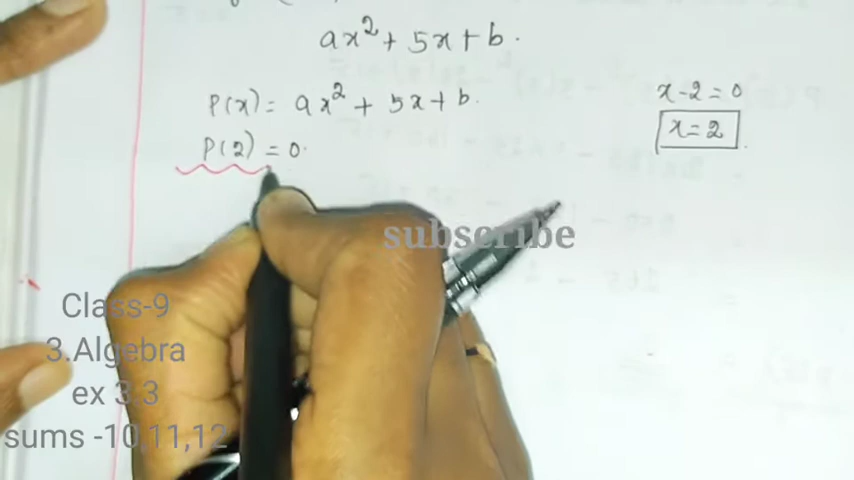 ax²+ 5x+b.
P(x)= ax²+ 5x+b.
x-2=0
x=2
P(2)=0.
subscribe
Class-9
3.Algebra
ex 3.3
sums -10,11,12